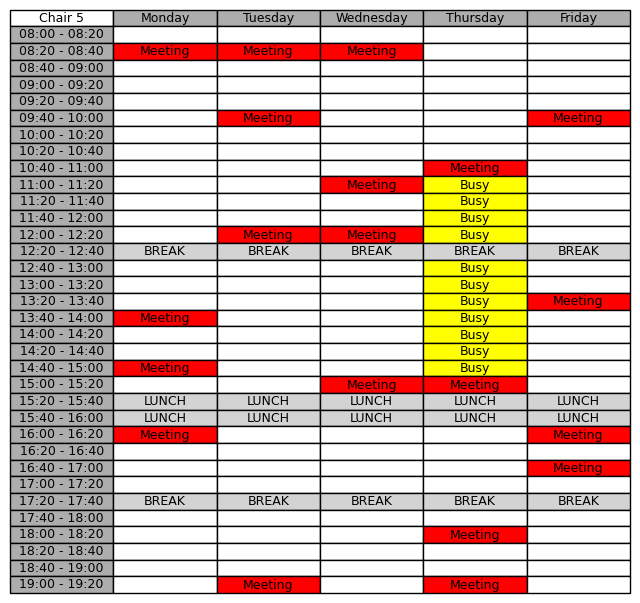 Chair 5 Monday Tuesday Wednesday Thursday Friday
08:00 - 08:20
08:20 - 08:40 Meeting Meeting Meeting
08:40 - 09:00
09:00 - 09:20
09:20 - 09:40
09:40 - 10:00 Meeting Meeting
10:00 - 10:20
10:20 - 10:40
10:40 - 11:00 Meeting
11:00 - 11:20 Meeting Busy
11:20 - 11:40 Busy
11:40 - 12:00 Busy
12:00 - 12:20 Meeting Meeting Busy
12:20 - 12:40 BREAK BREAK BREAK BREAK BREAK
12:40 - 13:00 Busy
13:00 - 13:20 Busy
13:20 - 13:40 Busy Meeting
13:40 - 14:00 Meeting Busy
14:00 - 14:20 Busy
14:20 - 14:40 Busy
14:40 - 15:00 Meeting Busy
15:00 - 15:20 Meeting Meeting
15:20 - 15:40 LUNCH LUNCH LUNCH LUNCH LUNCH
15:40 - 16:00 LUNCH LUNCH LUNCH LUNCH LUNCH
16:00 - 16:20 Meeting Meeting
16:20 - 16:40
16:40 - 17:00 Meeting
17:00 - 17:20
17:20 - 17:40 BREAK BREAK BREAK BREAK BREAK
17:40 - 18:00
18:00 - 18:20 Meeting
18:20 - 18:40
18:40 - 19:00
19:00 - 19:20 Meeting Meeting